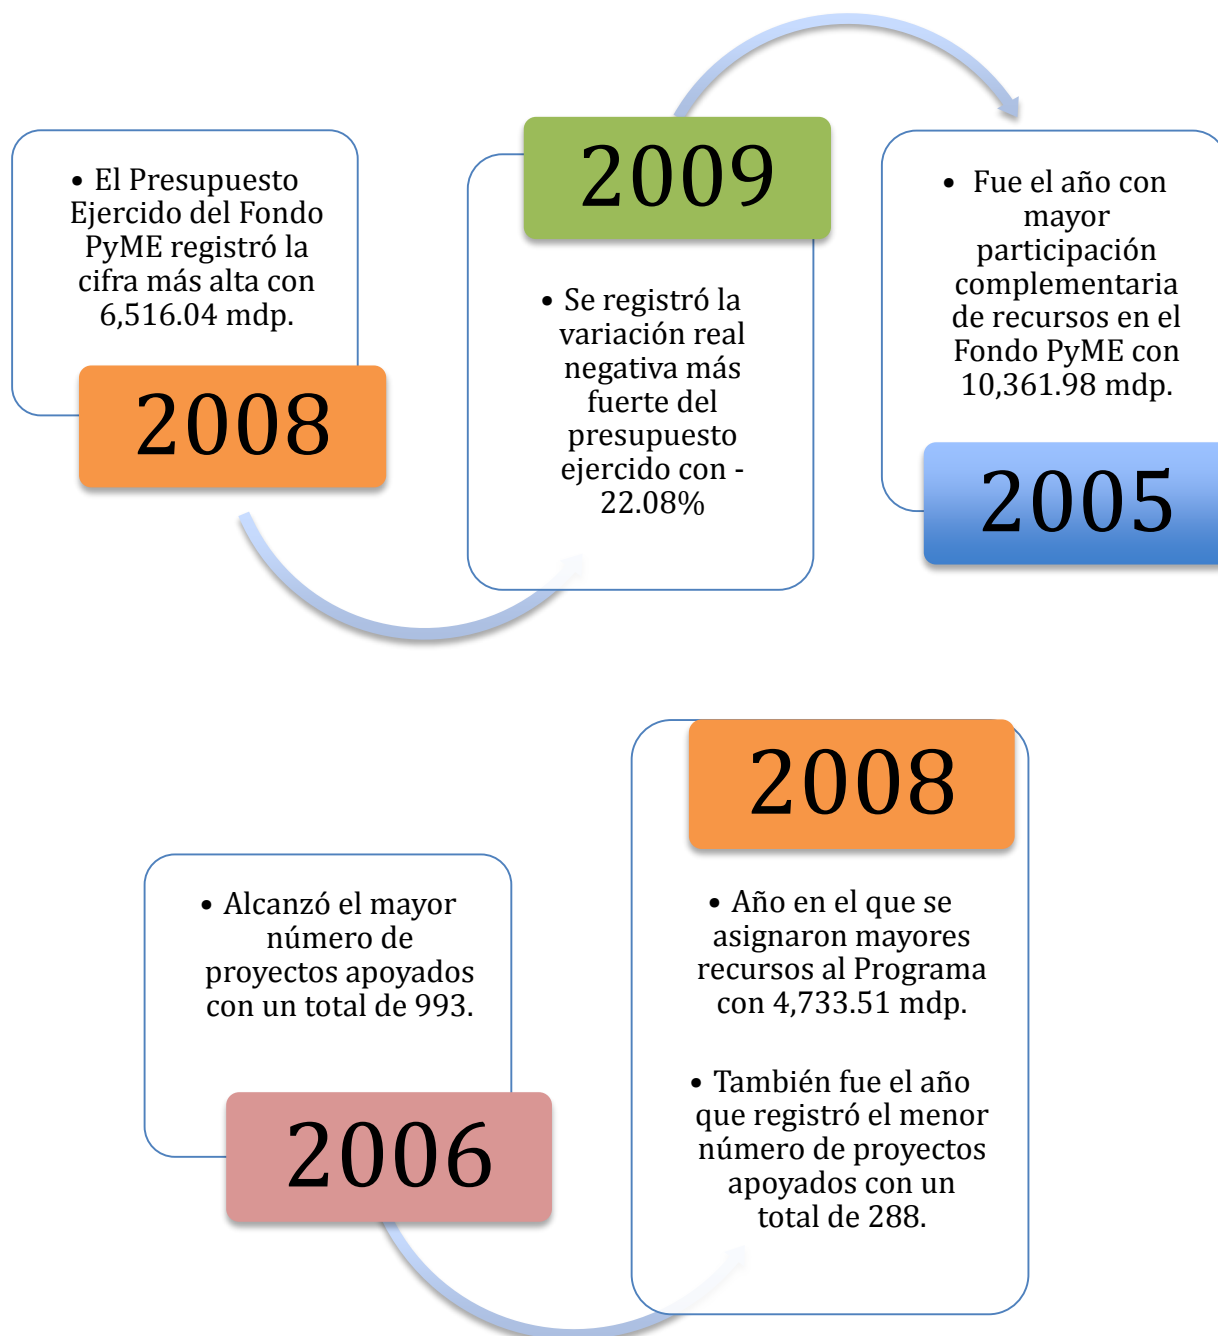 • El Presupuesto
Ejercido del Fondo
PyME registró la
cifra más alta con
6,516.04 mdp.
2008
2009
• Se registró la
variación real
negativa más
fuerte del
presupuesto
ejercido con -
22.08%
• Fue el año con
mayor
participación
complementaria
de recursos en el
Fondo PyME con
10,361.98 mdp.
2005
• Alcanzó el mayor
número de
proyectos apoyados
con un total de 993.
2006
2008
• Año en el que se
asignaron mayores
recursos al Programa
con 4,733.51 mdp.
• También fue el año
que registró el menor
número de proyectos
apoyados con un
total de 288.